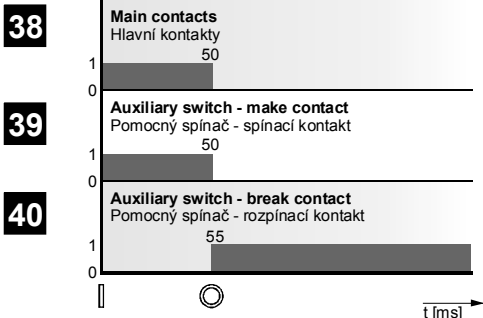 38
Main contacts
Hlavní kontakty
50
1
0
39
Auxiliary switch - make contact
Pomocný spínač - spínací kontakt
50
1
0
40
Auxiliary switch - break contact
Pomocný spínač - rozpínací kontakt
55
1
0
t [ms]